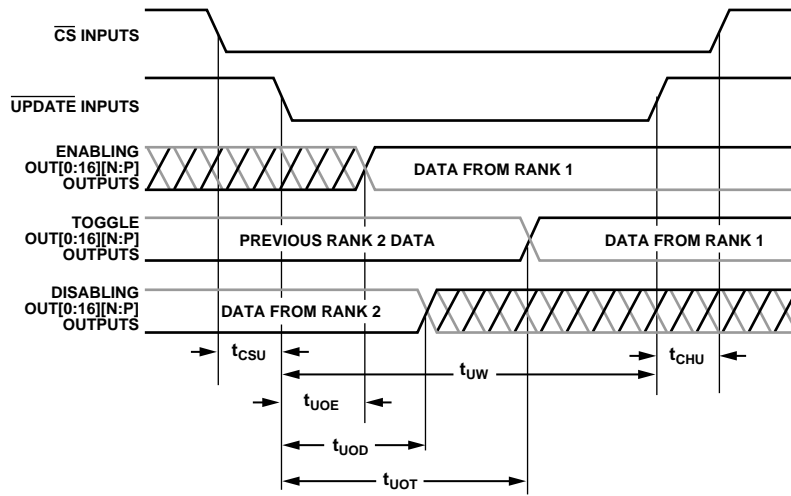 CS INPUTS
UPDATE INPUTS
ENABLING
OUT[0:16][N:P]
OUTPUTS
DATA FROM RANK 1
TOGGLE
OUT[0:16][N:P]
OUTPUTS
PREVIOUS RANK 2 DATA
DATA FROM RANK 1
DISABLING
OUT[0:16][N:P]
OUTPUTS
DATA FROM RANK 2
tCSU
tUW
tCHU
tUOE
tUOD
tUOT